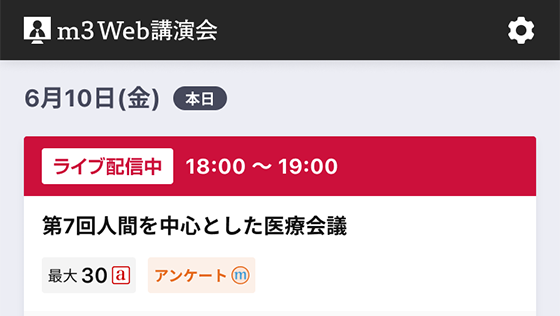 m3 Web講演会
6月10日(金) 本日
ライブ配信中 18:00 〜 19:00
第7回人間を中心とした医療会議
最大 30 a アンケート m